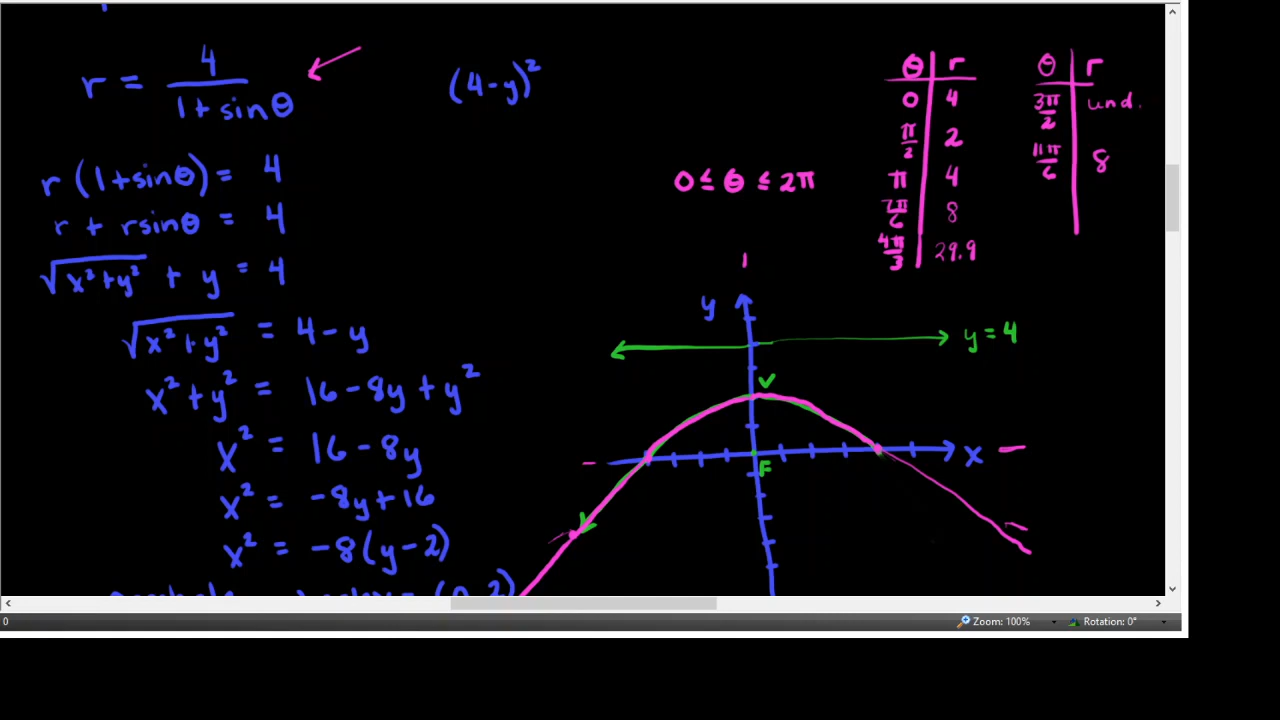 r = 4 / (1 + sinθ)
(4-y)²
r (1+sinθ) = 4
r + rsinθ = 4
√(x²+y²) + y = 4
√(x²+y²) = 4 - y
x² + y² = 16 - 8y + y²
x² = 16 - 8y
x² = -8y + 16
x² = -8(y-2)
0 ≤ θ ≤ 2π
θ | r
0 | 4
π/2 | 2
π | 4
7π/6 | 8
4π/3 | 29.9
θ | r
3π/2 | und.
11π/6 | 8
y
y = 4
V
x
F
0
Zoom: 100%
Rotation: 0°